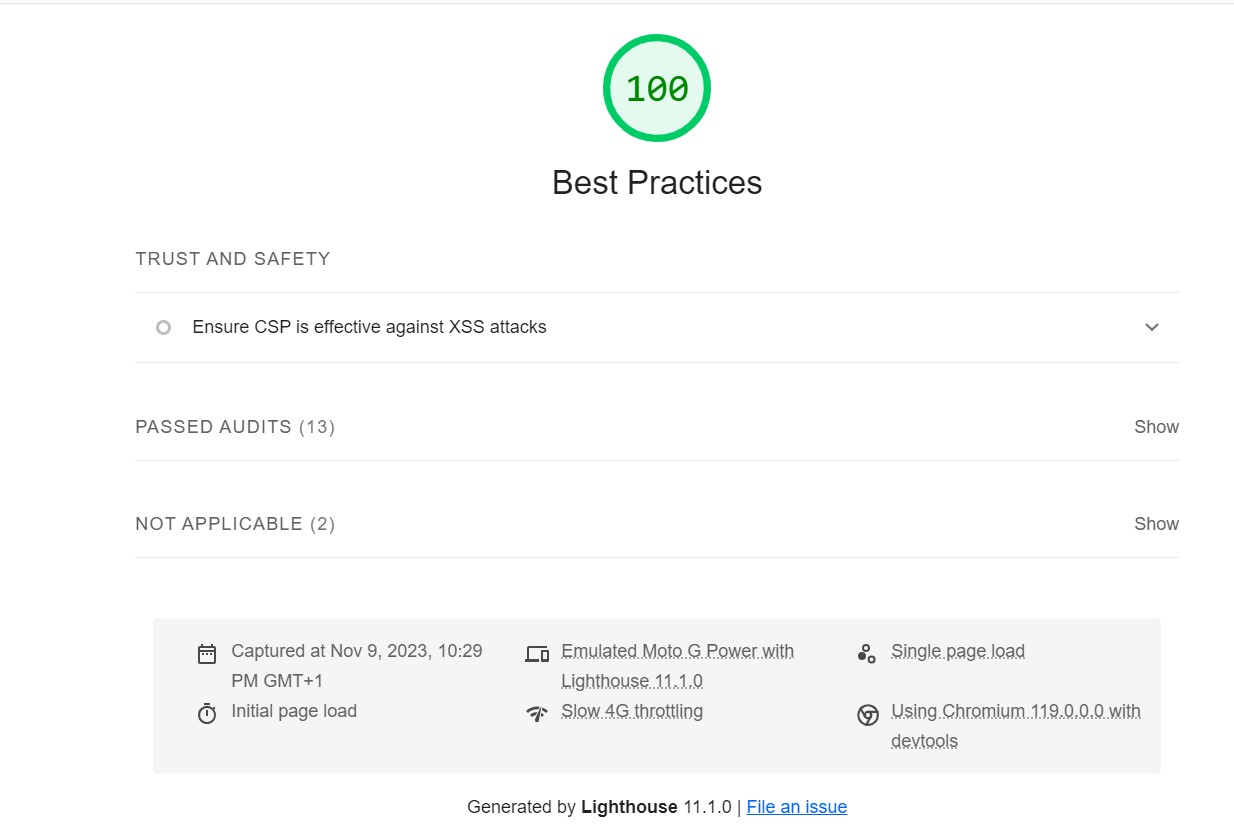 100
Best Practices
TRUST AND SAFETY
Ensure CSP is effective against XSS attacks
PASSED AUDITS (13)
Show
NOT APPLICABLE (2)
Show
Captured at Nov 9, 2023, 10:29
PM GMT+1
Emulated Moto G Power with
Lighthouse 11.1.0
Single page load
Initial page load
Slow 4G throttling
Using Chromium 119.0.0.0 with
devtools
Generated by Lighthouse 11.1.0 | File an issue